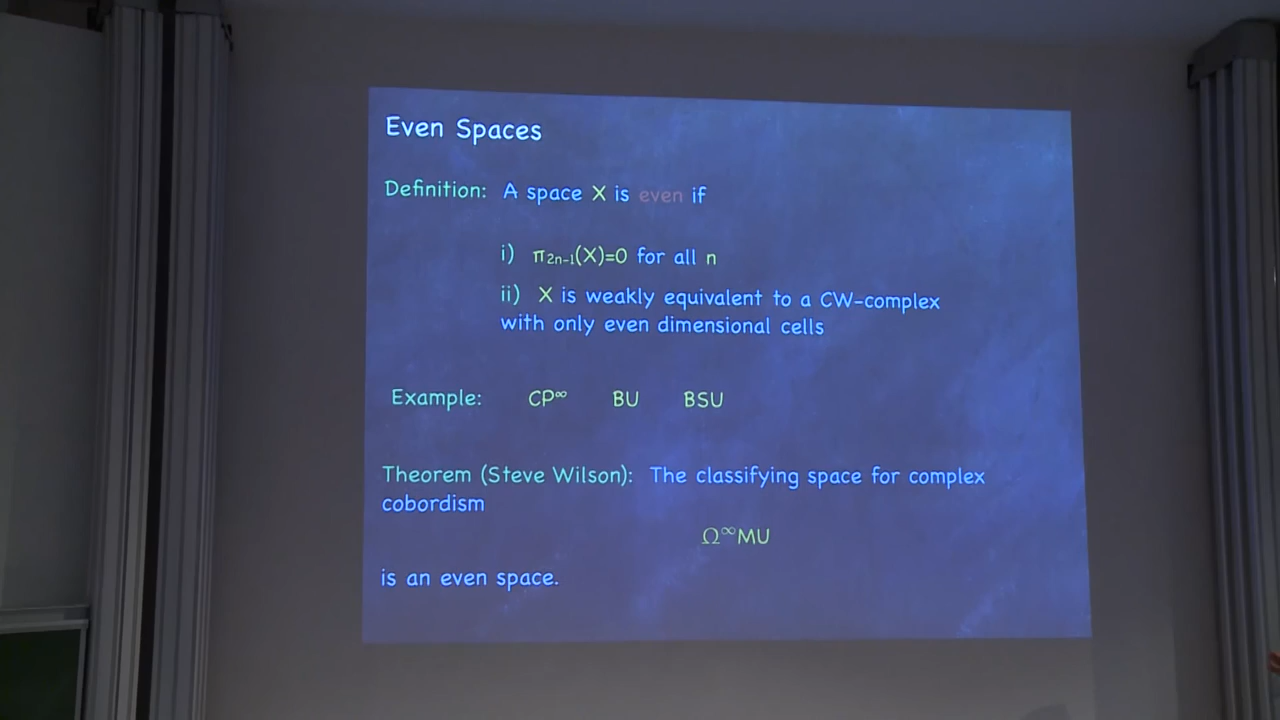 Even Spaces
Definition: A space X is even if
i) π₂ₙ₋₁(X)=0 for all n
ii) X is weakly equivalent to a CW-complex
with only even dimensional cells
Example: CP∞ BU BSU
Theorem (Steve Wilson): The classifying space for complex
cobordism
Ω∞MU
is an even space.